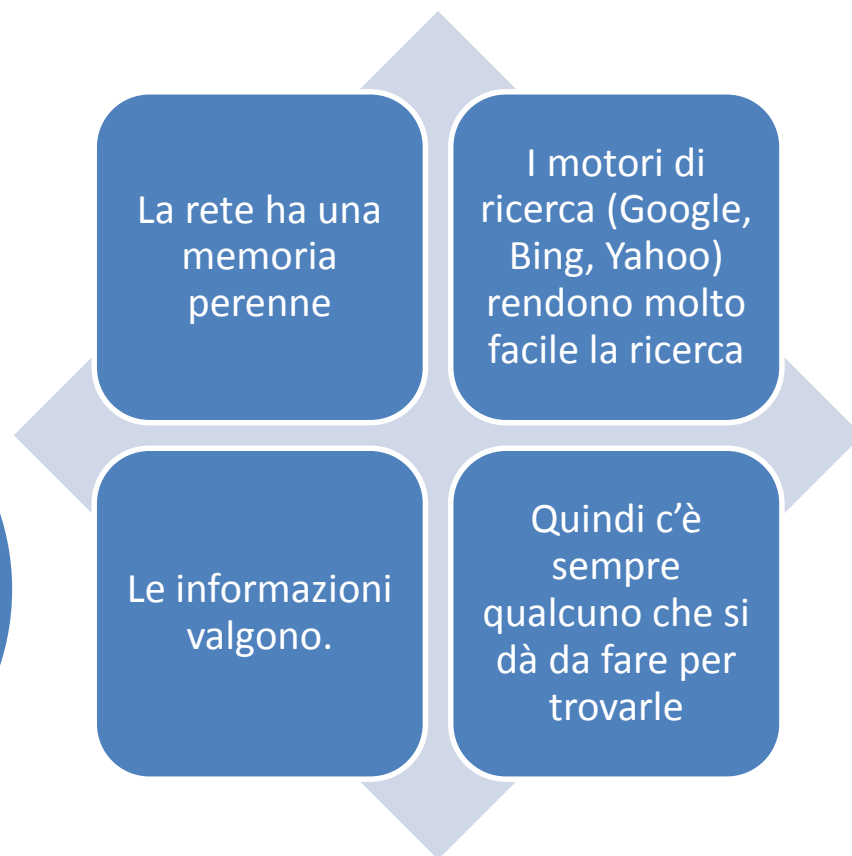 La rete ha una
memoria
perenne
I motori di
ricerca (Google,
Bing, Yahoo)
rendono molto
facile la ricerca
Le informazioni
valgono.
Quindi c’è
sempre
qualcuno che si
dà da fare per
trovarle